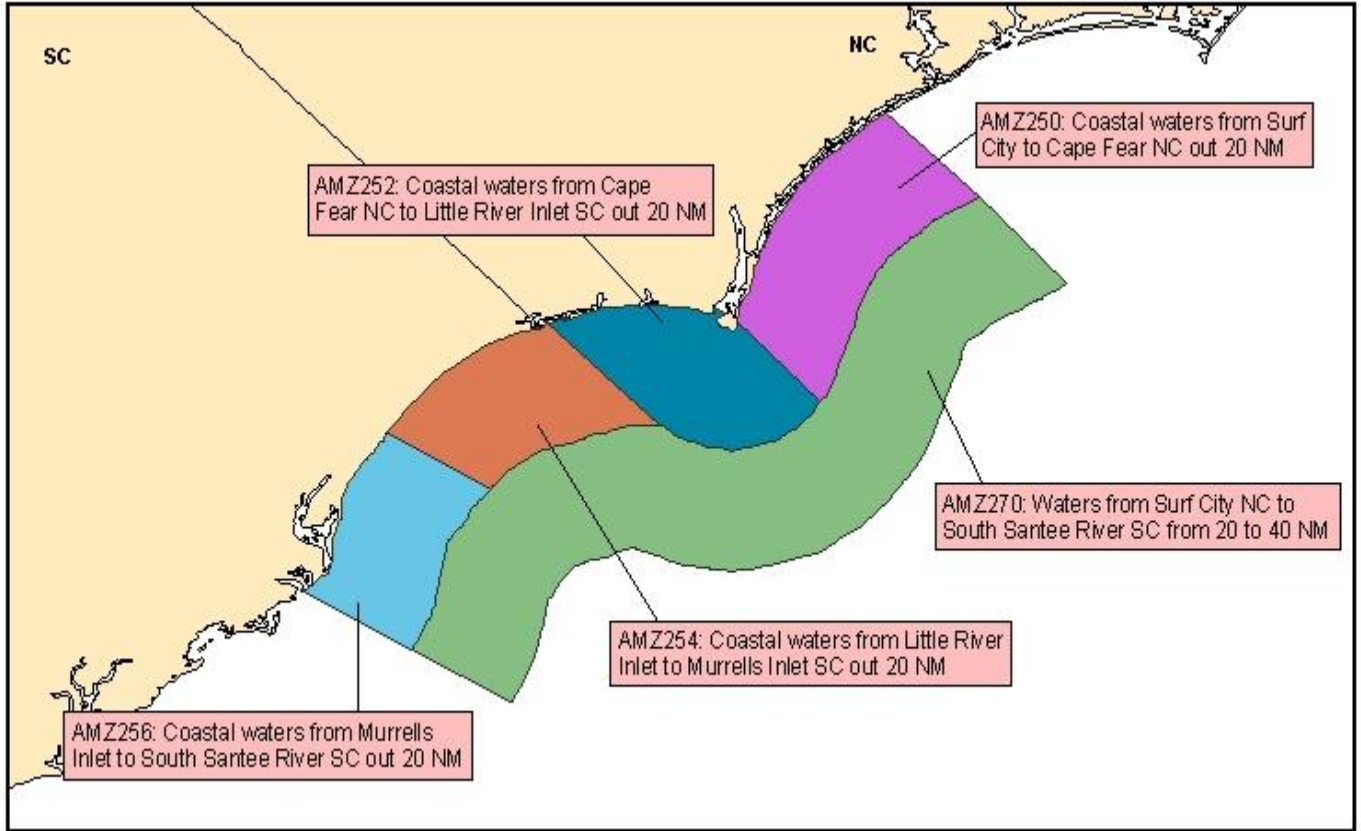 SC
NC
AMZ250: Coastal waters from Surf
City to Cape Fear NC out 20 NM
AMZ252: Coastal waters from Cape
Fear NC to Little River Inlet SC out 20 NM
AMZ270: Waters from Surf City NC to
South Santee River SC from 20 to 40 NM
AMZ254: Coastal waters from Little River
Inlet to Murrells Inlet SC out 20 NM
AMZ256: Coastal waters from Murrells
Inlet to South Santee River SC out 20 NM